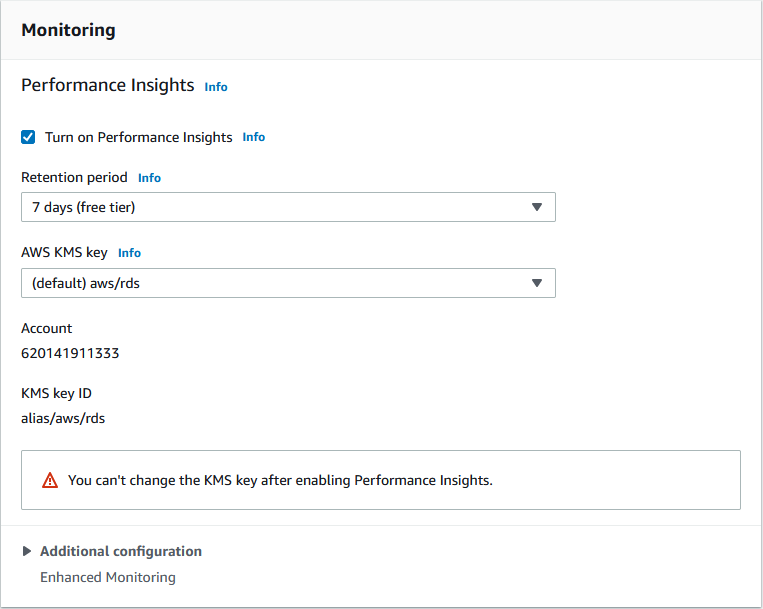 Monitoring
Performance Insights Info
Turn on Performance Insights Info
Retention period Info
7 days (free tier)
AWS KMS key Info
(default) aws/rds
Account
620141911333
KMS key ID
alias/aws/rds
You can't change the KMS key after enabling Performance Insights.
Additional configuration
Enhanced Monitoring